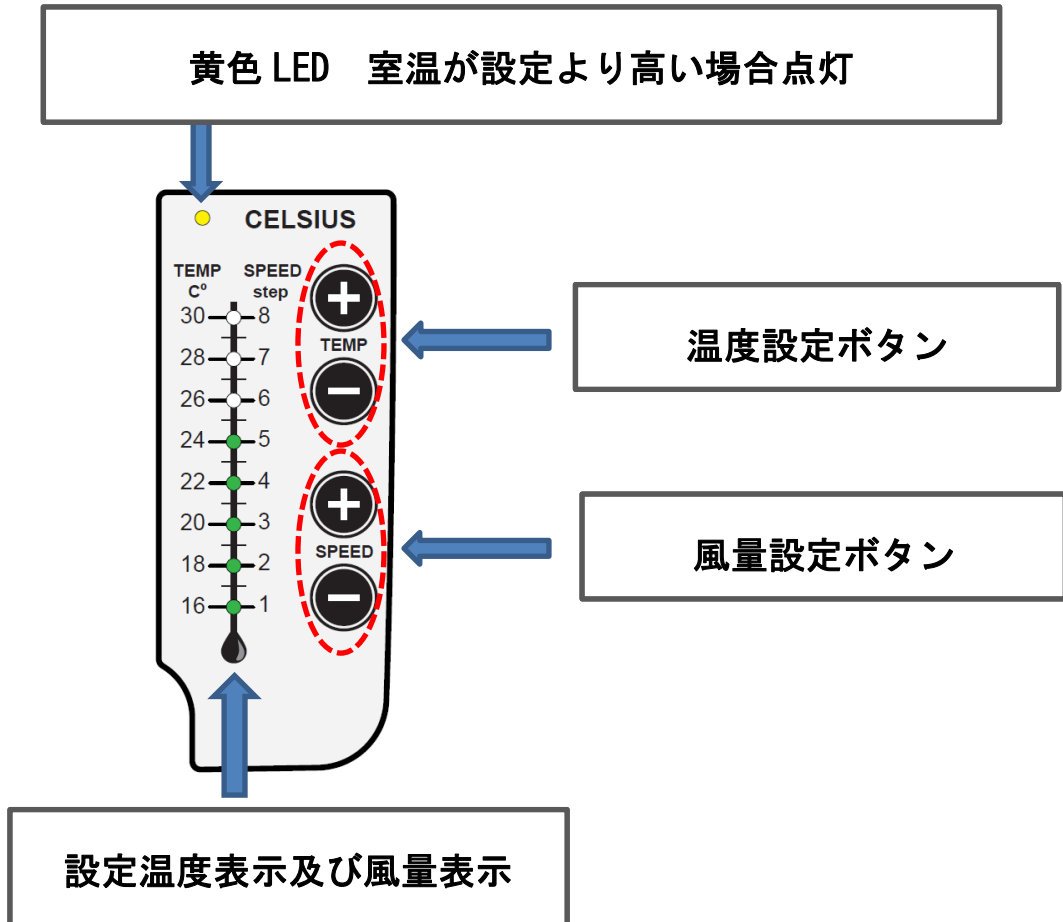 黄色 LED 室温が設定より高い場合点灯
CELSIUS
TEMP SPEED
C° step
30 8
TEMP
28 7
26 6
24 5
22 4
20 3
SPEED
18 2
16 1
温度設定ボタン
風量設定ボタン
設定温度表示及び風量表示